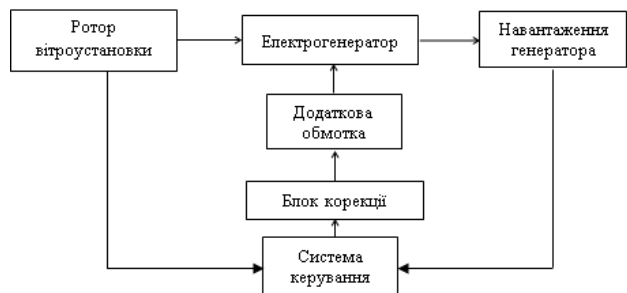 Ротор
вітроустановки
Електрогенератор
Навантаження
генератора
Додаткова
обмотка
Блок корекції
Система
керування